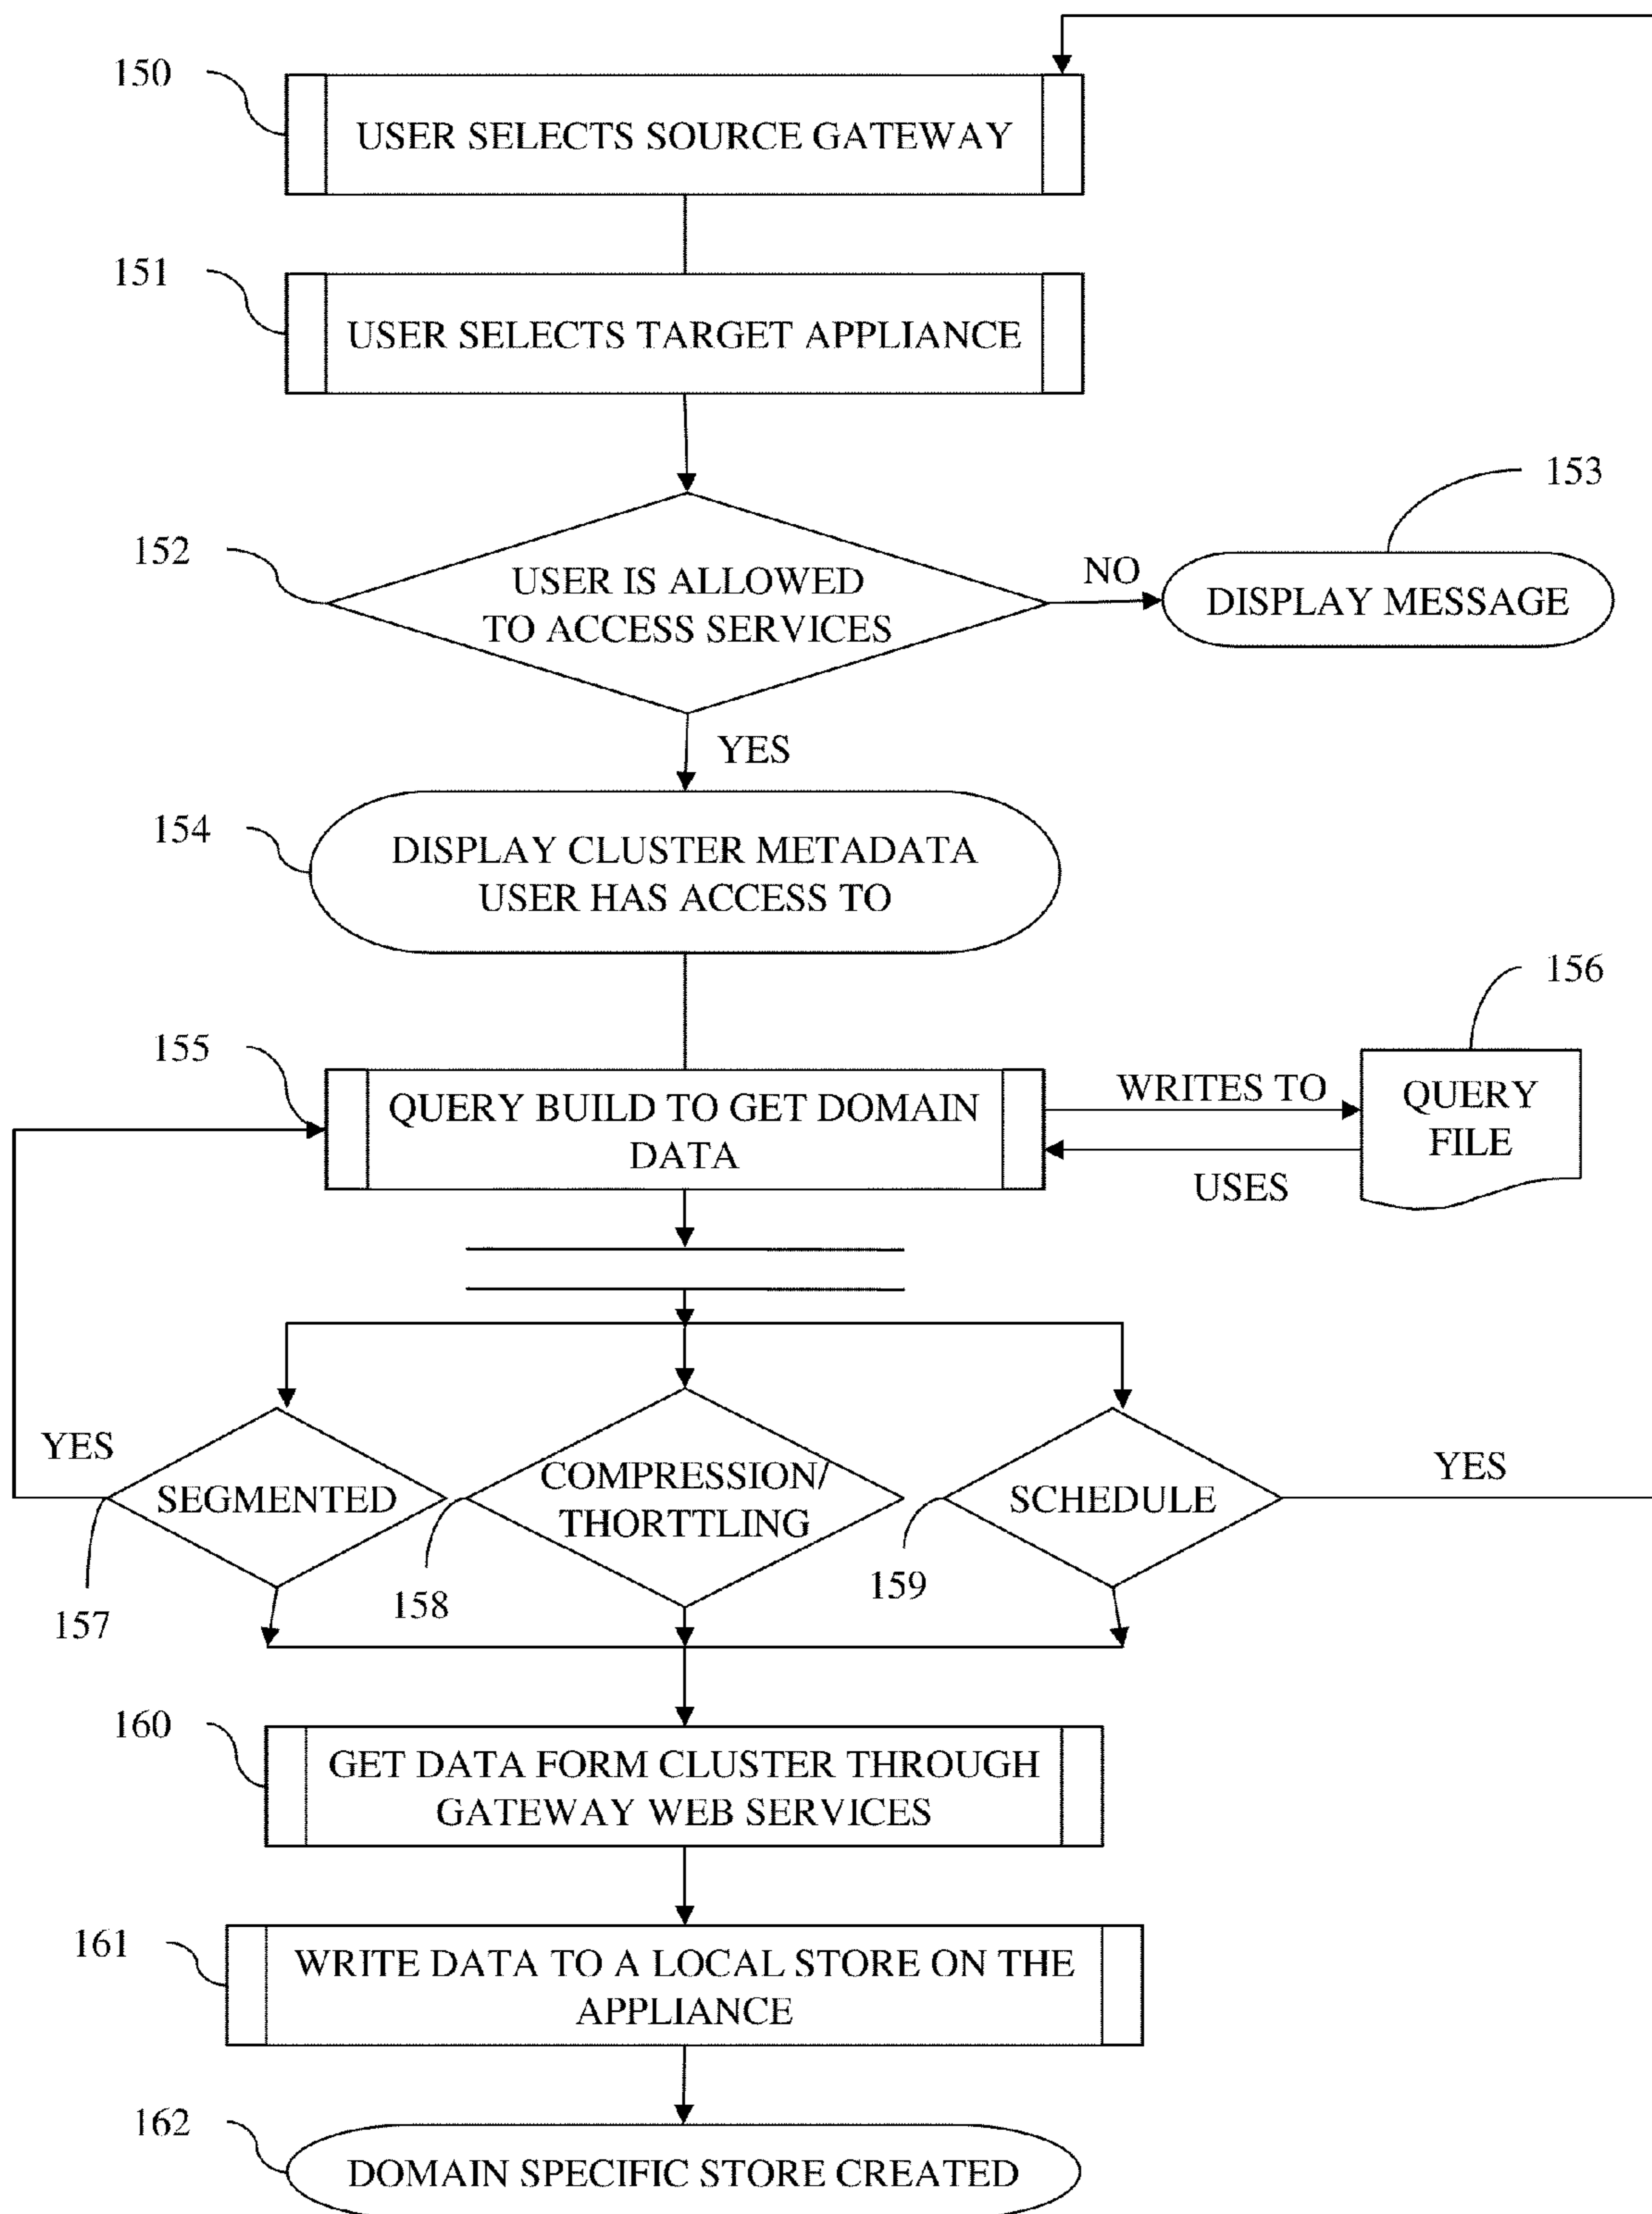 150
USER SELECTS SOURCE GATEWAY
151
USER SELECTS TARGET APPLIANCE
153
152
USER IS ALLOWED
TO ACCESS SERVICES
NO
DISPLAY MESSAGE
YES
154
DISPLAY CLUSTER METADATA
USER HAS ACCESS TO
156
155
QUERY BUILD TO GET DOMAIN
DATA
WRITES TO
USES
QUERY
FILE
YES
SEGMENTED
COMPRESSION/
THORTTLING
SCHEDULE
YES
157
158
159
160
GET DATA FORM CLUSTER THROUGH
GATEWAY WEB SERVICES
161
WRITE DATA TO A LOCAL STORE ON THE
APPLIANCE
162
DOMAIN SPECIFIC STORE CREATED